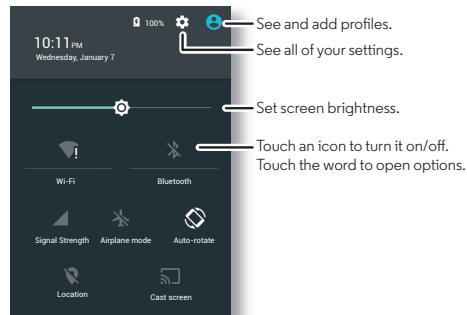 100%
See and add profiles.
10:11 PM
Wednesday, January 7
See all of your settings.
Set screen brightness.
Touch an icon to turn it on/off.
Touch the word to open options.
Wi-Fi
Bluetooth
Signal Strength
Airplane mode
Auto-rotate
Location
Cast screen